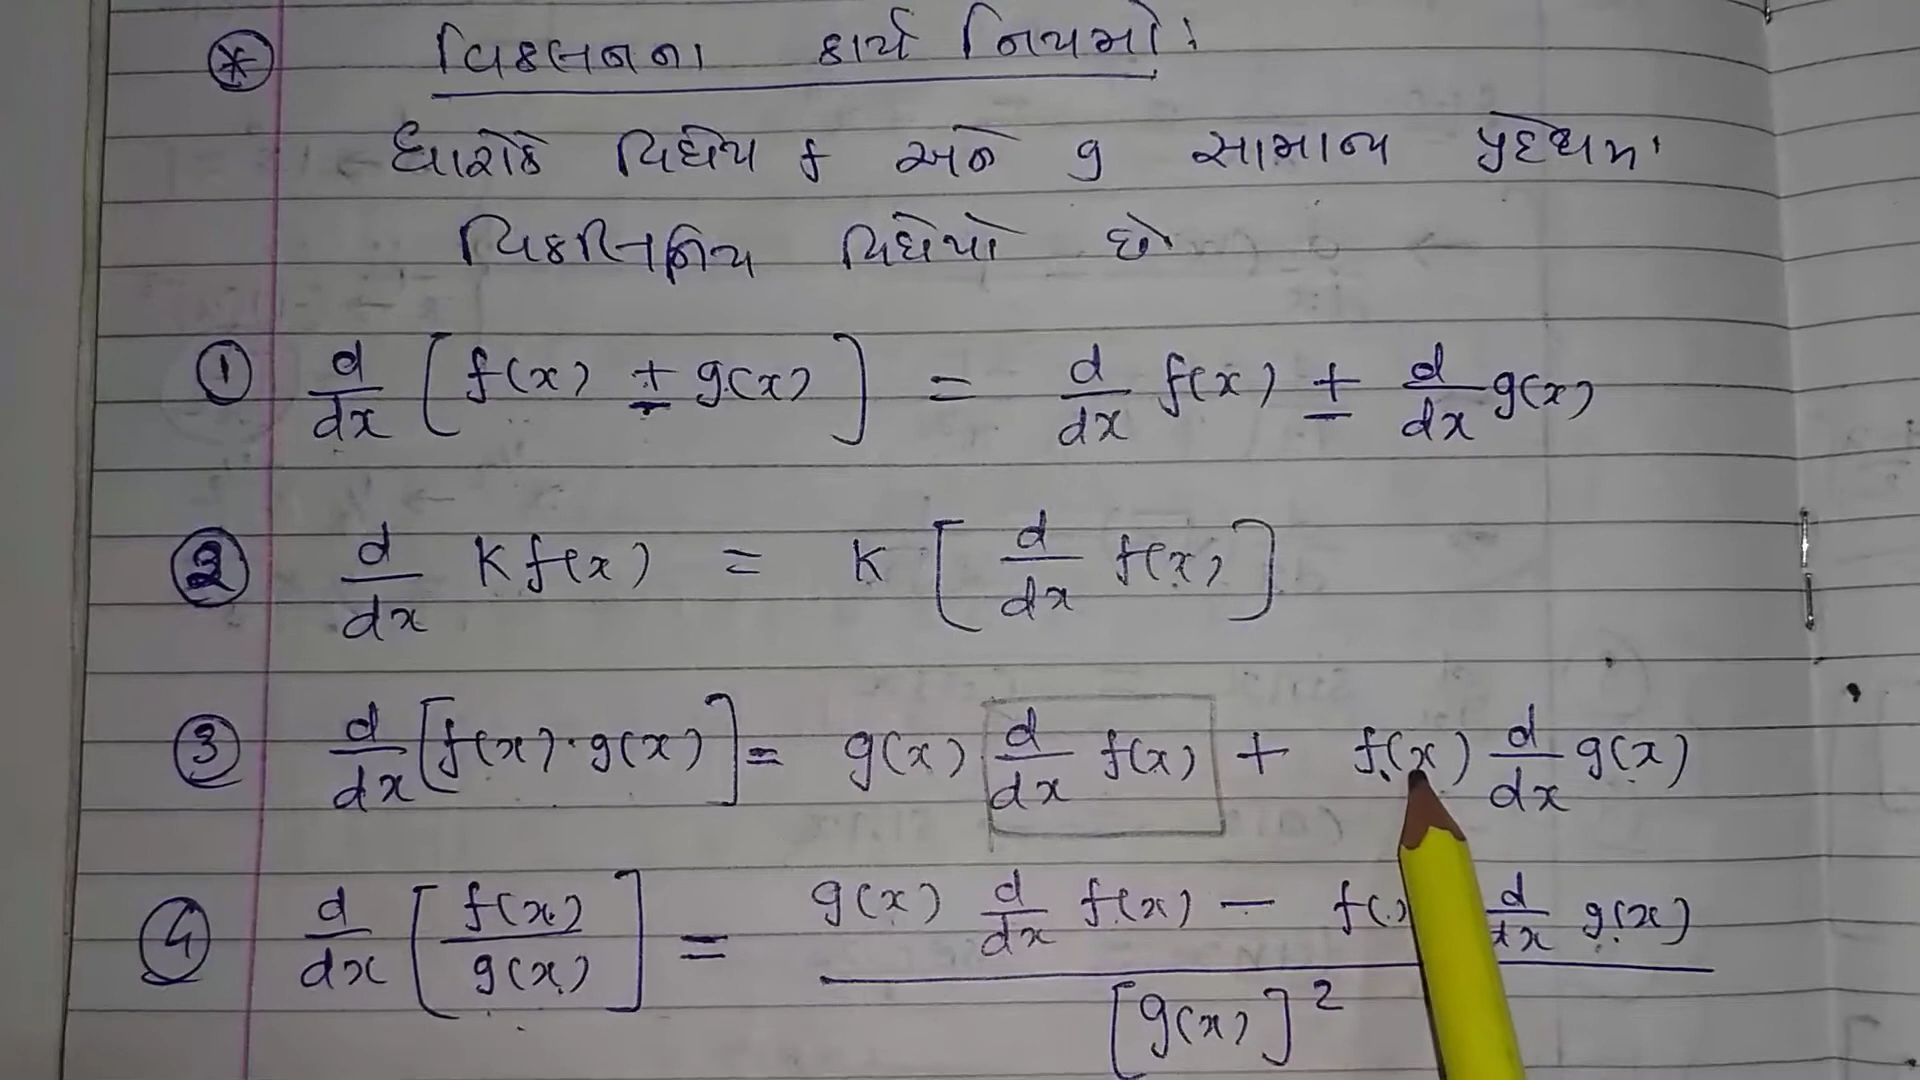 * વિકલનના કાર્ય નિયમો:
ધારોકે વિધેય f અને g સામાન્ય પ્રદેશમાં
વિકલનિય વિધેયો છે
① d/dx [f(x) ± g(x)] = d/dx f(x) ± d/dx g(x)
② d/dx K f(x) = K [d/dx f(x)]
③ d/dx [f(x)·g(x)] = g(x) d/dx f(x) + f(x) d/dx g(x)
④ d/dx [f(x)/g(x)] = g(x) d/dx f(x) − f( d/dx g(x) / [g(x)]²